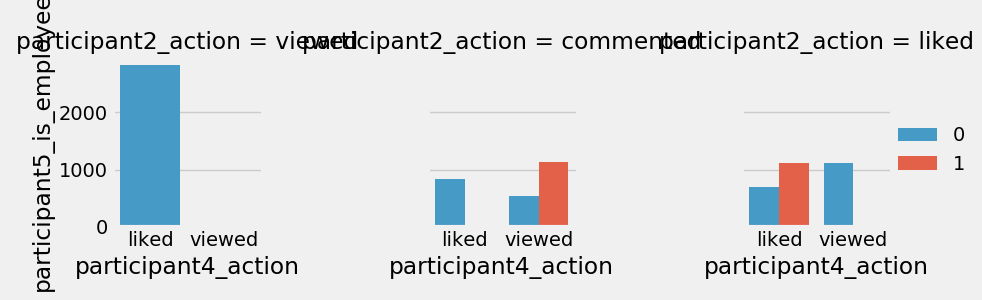 participant2_action = viewed
participant2_action = commented
participant2_action = liked
participant5_is_employee
2000
1000
0
liked viewed
participant4_action
liked viewed
participant4_action
liked viewed
participant4_action
0
1